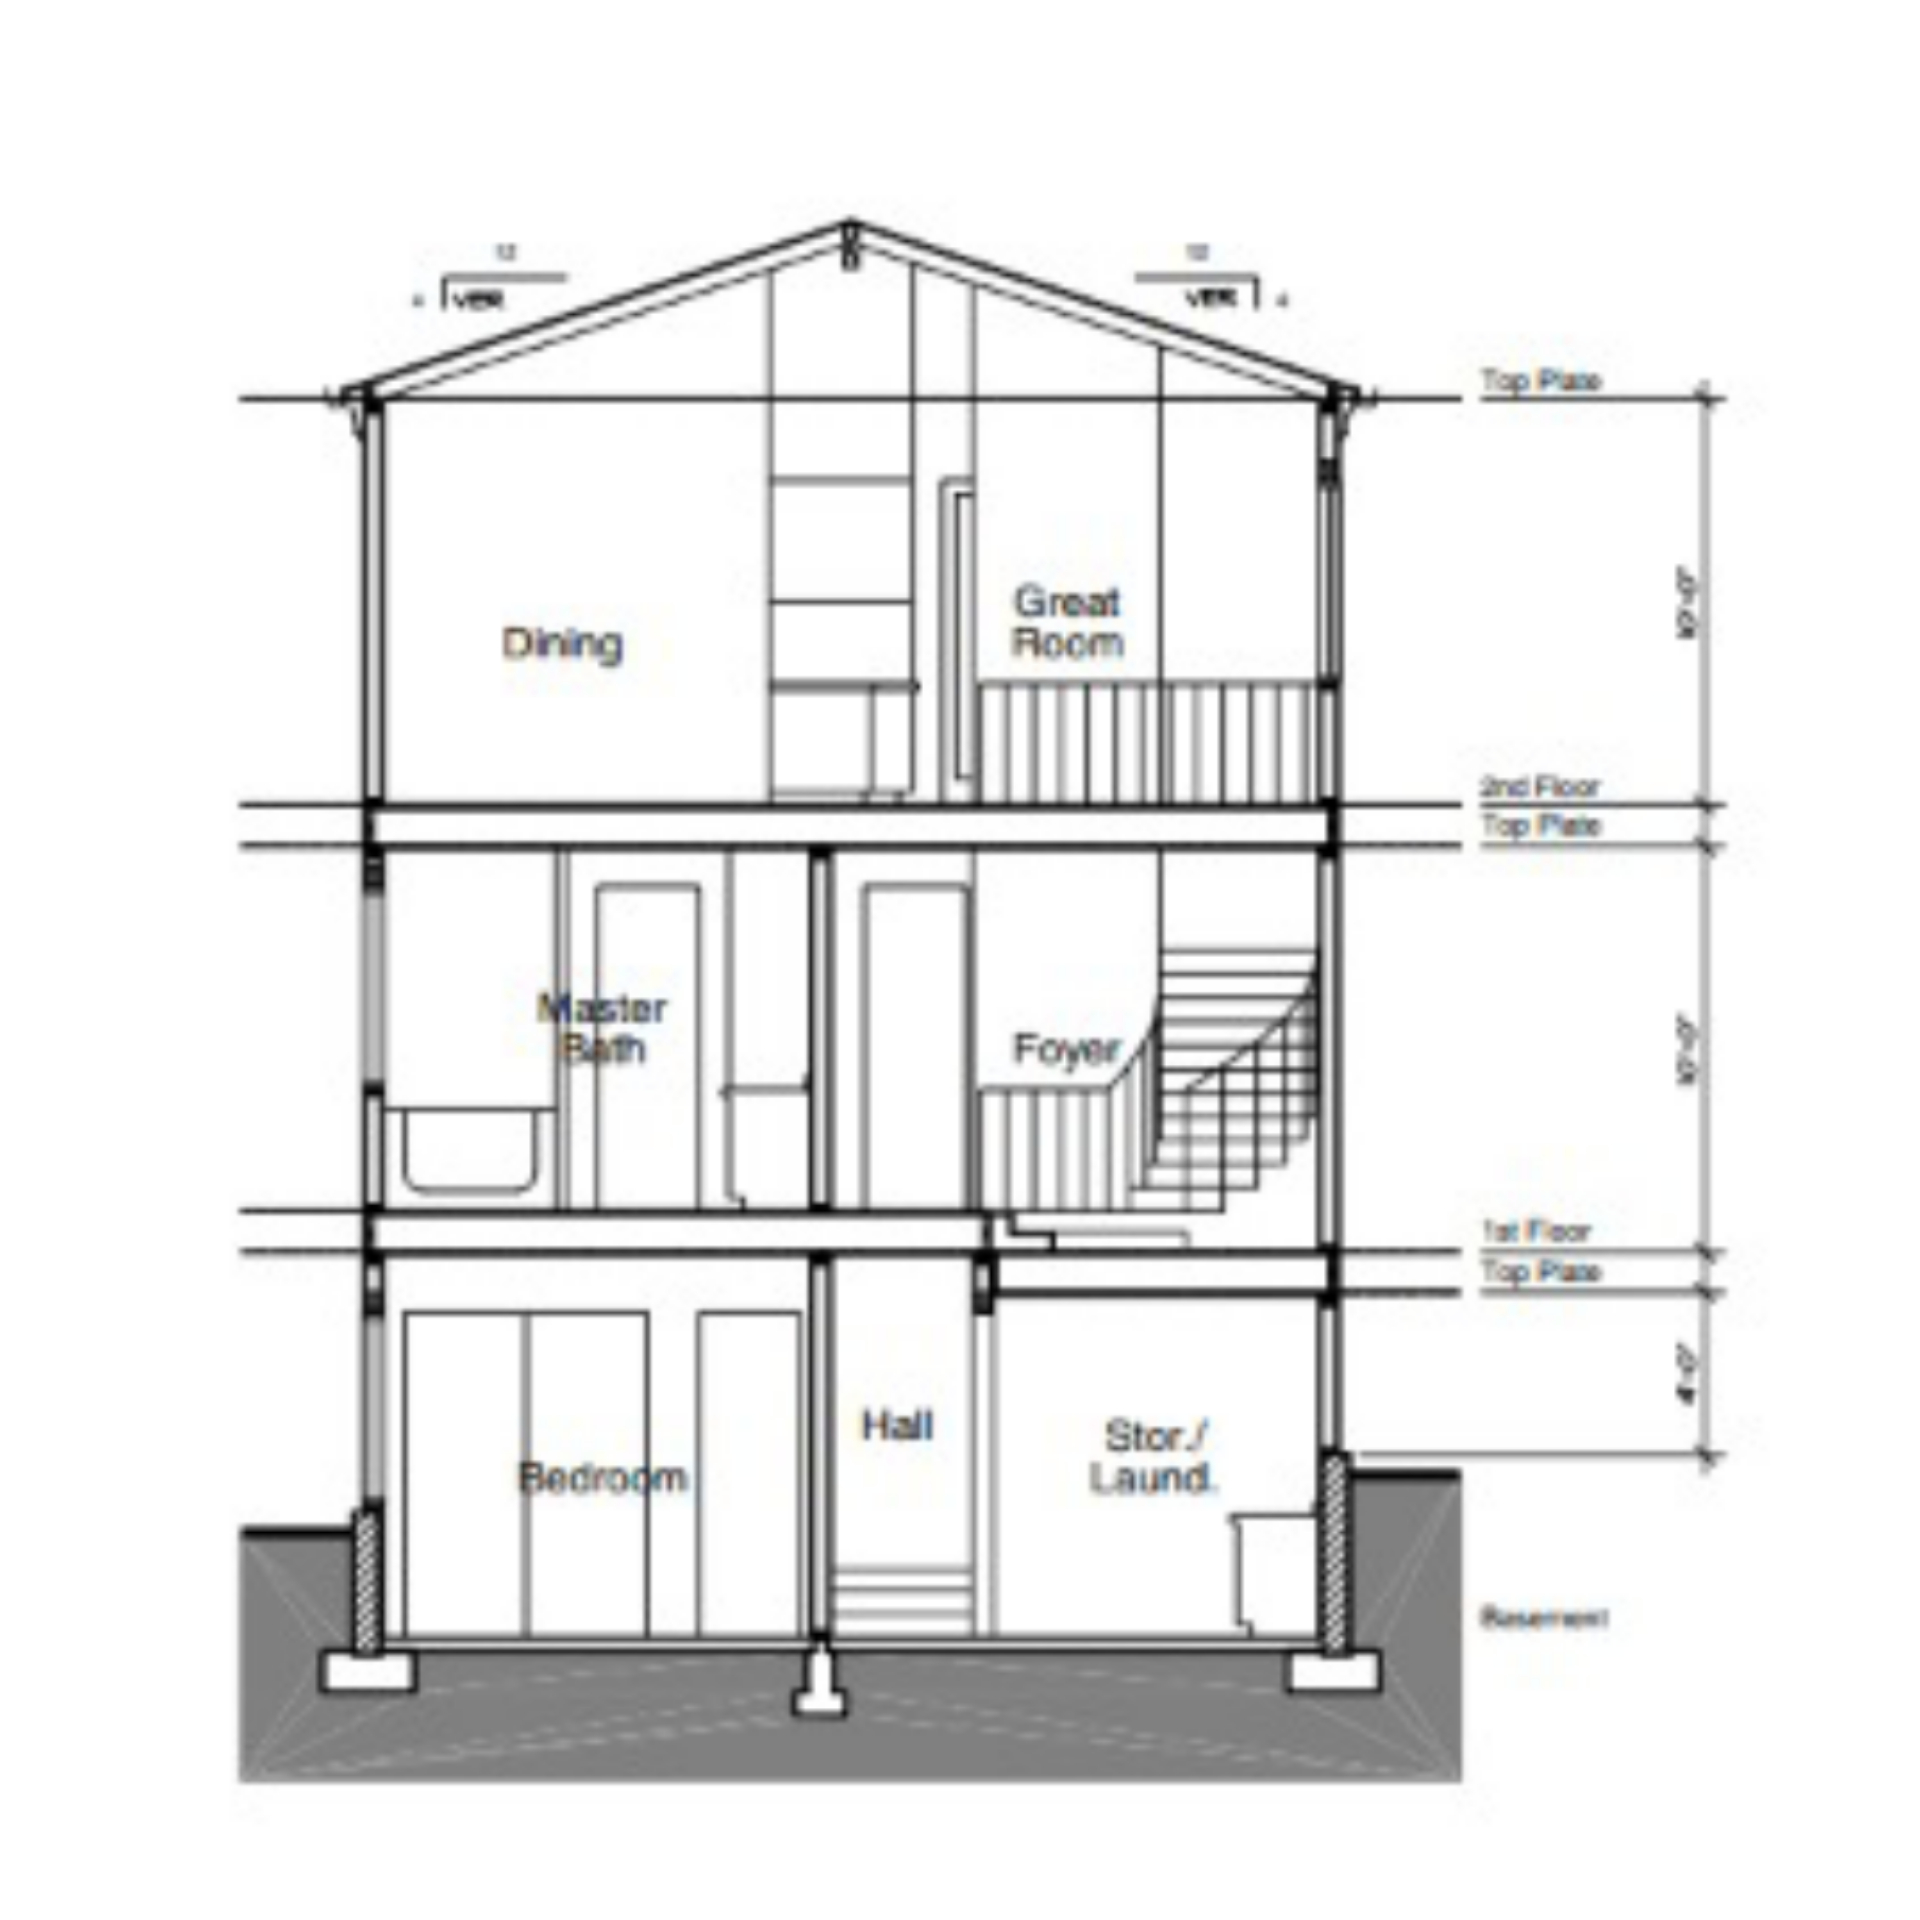 12
12
4
VER
VER
4
Top Plate
10'-0"
Great
Room
Dining
2nd Floor
Top Plate
Master
Bath
Foyer
10'-0"
1st Floor
Top Plate
4'-0"
Hall
Stor./
Laund.
Bedroom
Basement